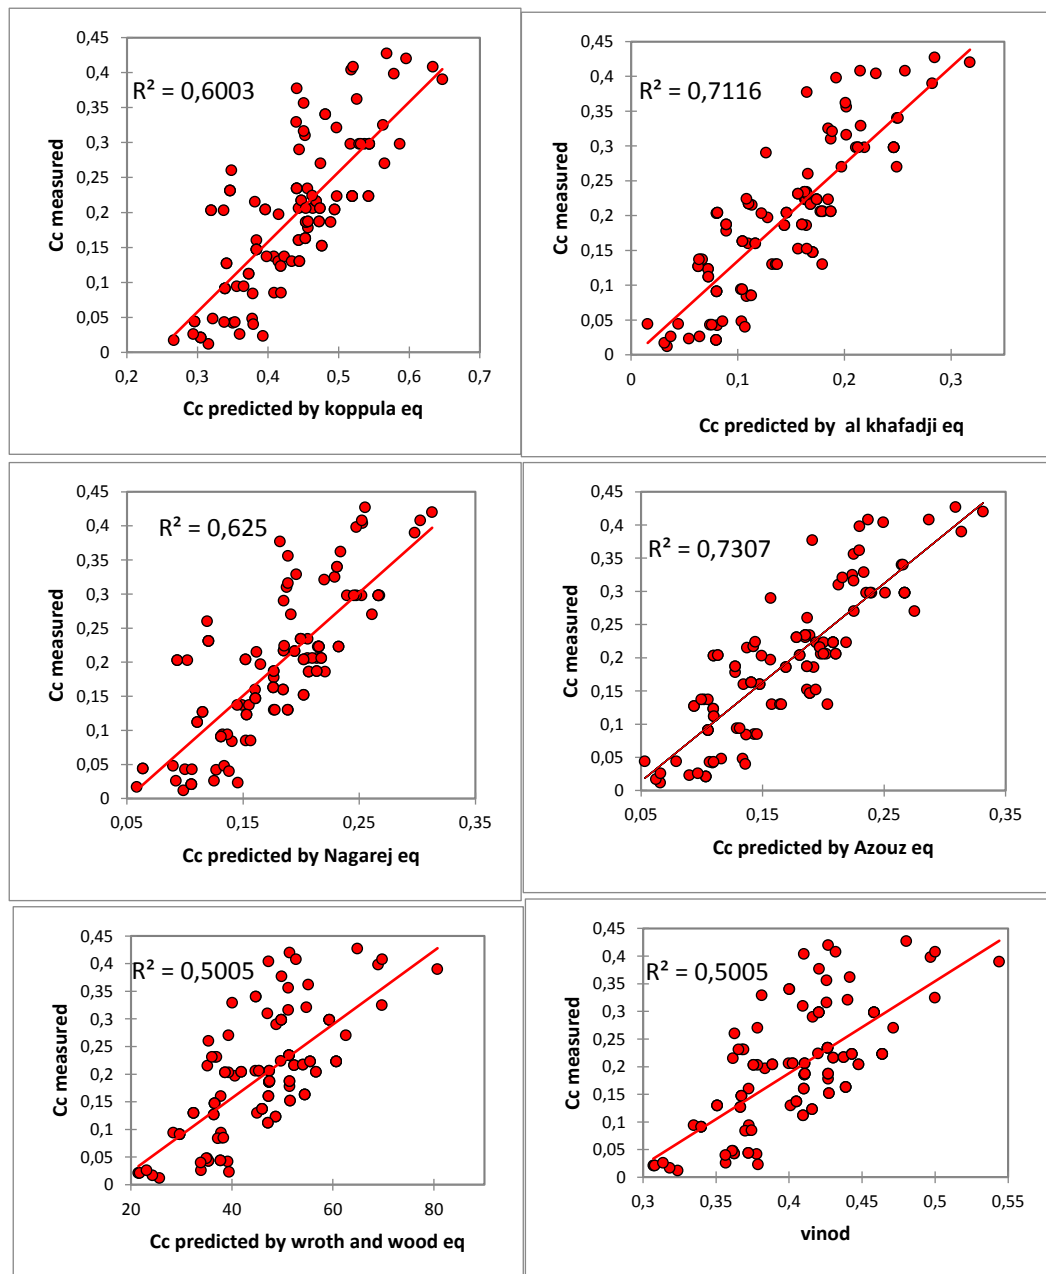 0,45
0,4
0,35
0,3
0,25
0,2
0,15
0,1
0,05
0
Cc measured
R² = 0,6003
0,2 0,3 0,4 0,5 0,6 0,7
Cc predicted by koppula eq
0,45
0,4
0,35
0,3
0,25
0,2
0,15
0,1
0,05
0
Cc measured
R² = 0,7116
0 0,1 0,2 0,3
Cc predicted by al khafadji eq
0,45
0,4
0,35
0,3
0,25
0,2
0,15
0,1
0,05
0
Cc measured
R² = 0,625
0,05 0,15 0,25 0,35
Cc predicted by Nagarej eq
0,45
0,4
0,35
0,3
0,25
0,2
0,15
0,1
0,05
0
Cc measured
R² = 0,7307
0,05 0,15 0,25 0,35
Cc predicted by Azouz eq
0,45
0,4
0,35
0,3
0,25
0,2
0,15
0,1
0,05
0
Cc measured
R² = 0,5005
20 40 60 80
Cc predicted by wroth and wood eq
0,45
0,4
0,35
0,3
0,25
0,2
0,15
0,1
0,05
0
Cc measured
R² = 0,5005
0,3 0,35 0,4 0,45 0,5 0,55
vinod